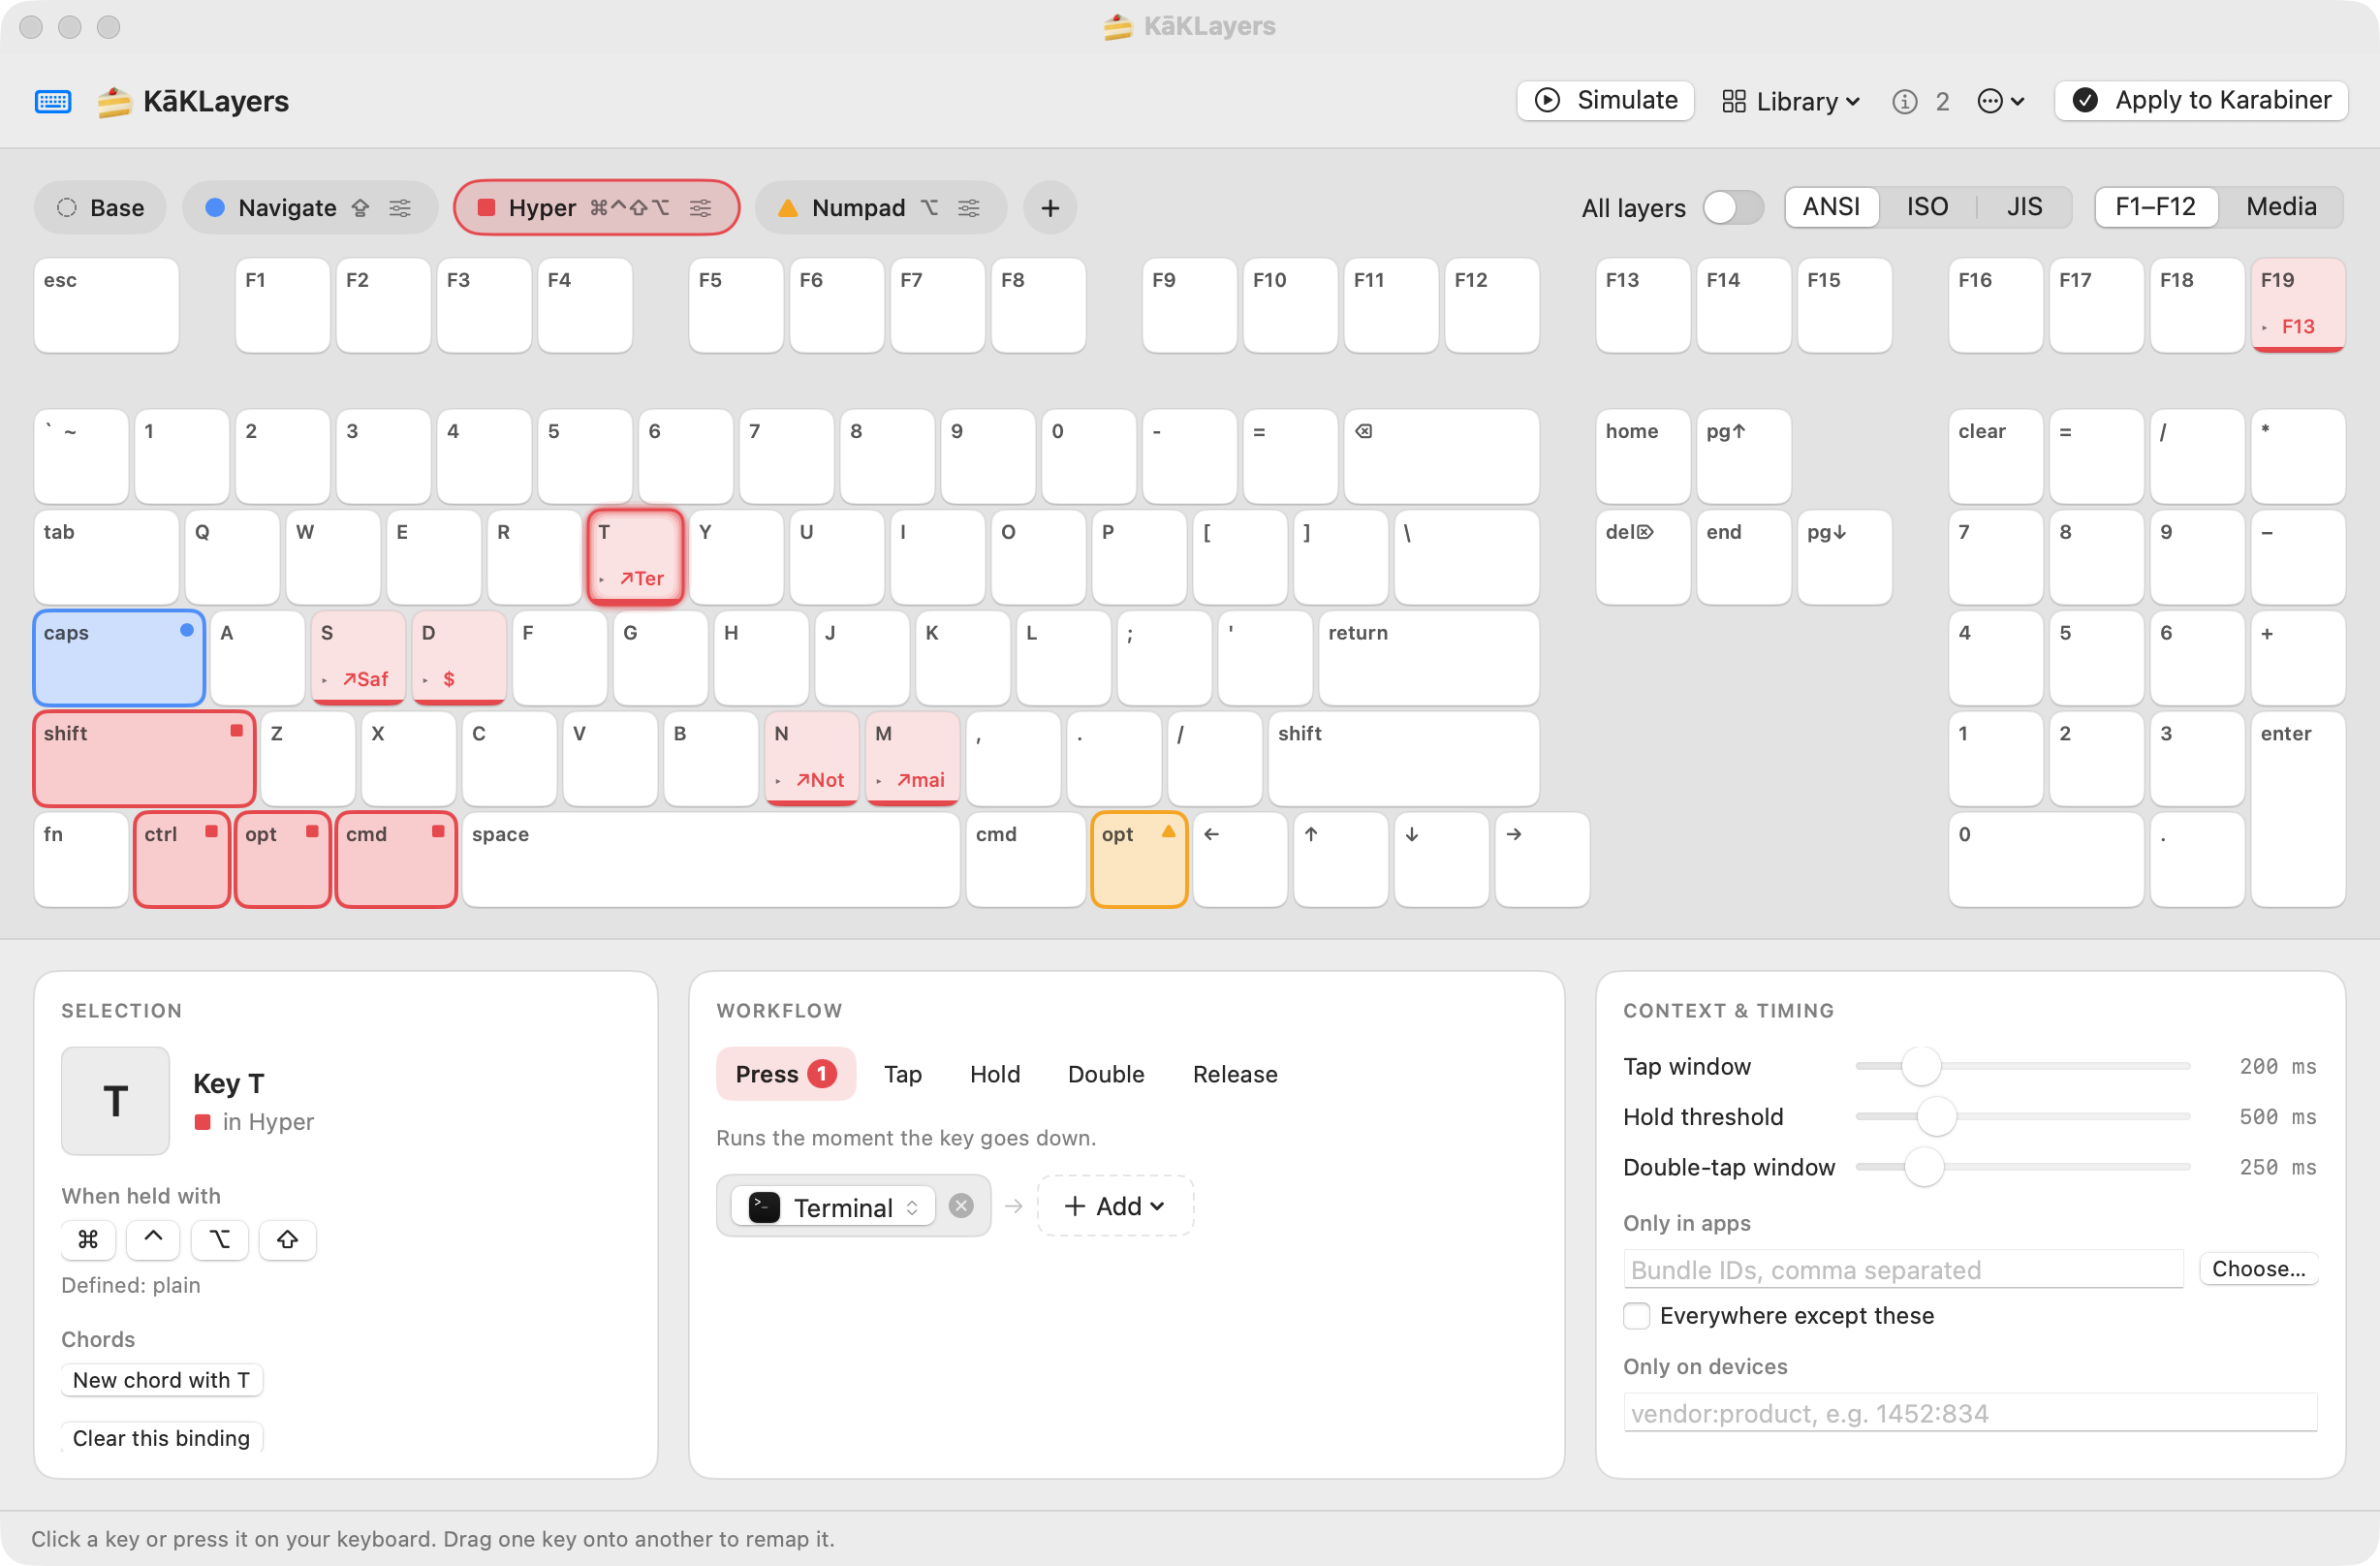 KāKLayers
KāKLayers
Simulate
Library
2
Apply to Karabiner
Base
Navigate ⇪
Hyper ⌘^⇧⌥
Numpad ⌥
+
All layers
ANSI ISO JIS
F1–F12 Media
esc F1 F2 F3 F4 F5 F6 F7 F8 F9 F10 F11 F12 F13 F14 F15 F16 F17 F18 F19
▸ F13
` ~ 1 2 3 4 5 6 7 8 9 0 - = ⌫ home pg↑ clear = / *
tab Q W E R T Y U I O P [ ] \ del⌦ end pg↓ 7 8 9 −
▸ ↗Ter
caps A S D F G H J K L ; ' return 4 5 6 +
▸ ↗Saf ▸ $
shift Z X C V B N M , . / shift 1 2 3 enter
▸ ↗Not ▸ ↗mai
fn ctrl opt cmd space cmd opt ← ↑ ↓ → 0 .
SELECTION
T
Key T
in Hyper
When held with
⌘ ^ ⌥ ⇧
Defined: plain
Chords
New chord with T
Clear this binding
WORKFLOW
Press 1 Tap Hold Double Release
Runs the moment the key goes down.
Terminal → + Add
CONTEXT & TIMING
Tap window 200 ms
Hold threshold 500 ms
Double-tap window 250 ms
Only in apps
Bundle IDs, comma separated Choose...
Everywhere except these
Only on devices
vendor:product, e.g. 1452:834
Click a key or press it on your keyboard. Drag one key onto another to remap it.